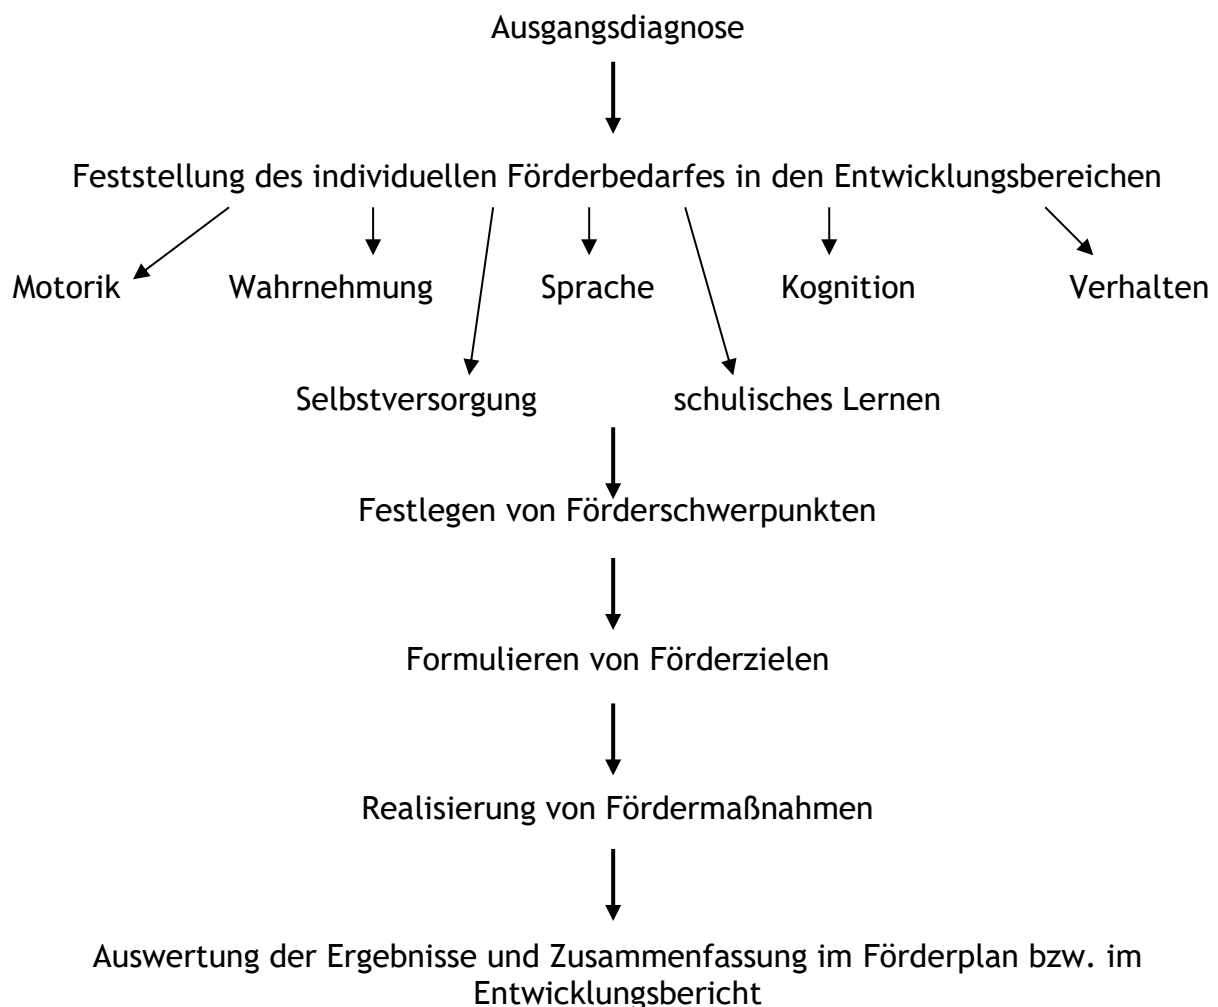 Ausgangsdiagnose
Feststellung des individuellen Förderbedarfes in den Entwicklungsbereichen
Motorik Wahrnehmung Sprache Kognition Verhalten
Selbstversorgung schulisches Lernen
Festlegen von Förderschwerpunkten
Formulieren von Förderzielen
Realisierung von Fördermaßnahmen
Auswertung der Ergebnisse und Zusammenfassung im Förderplan bzw. im
Entwicklungsbericht